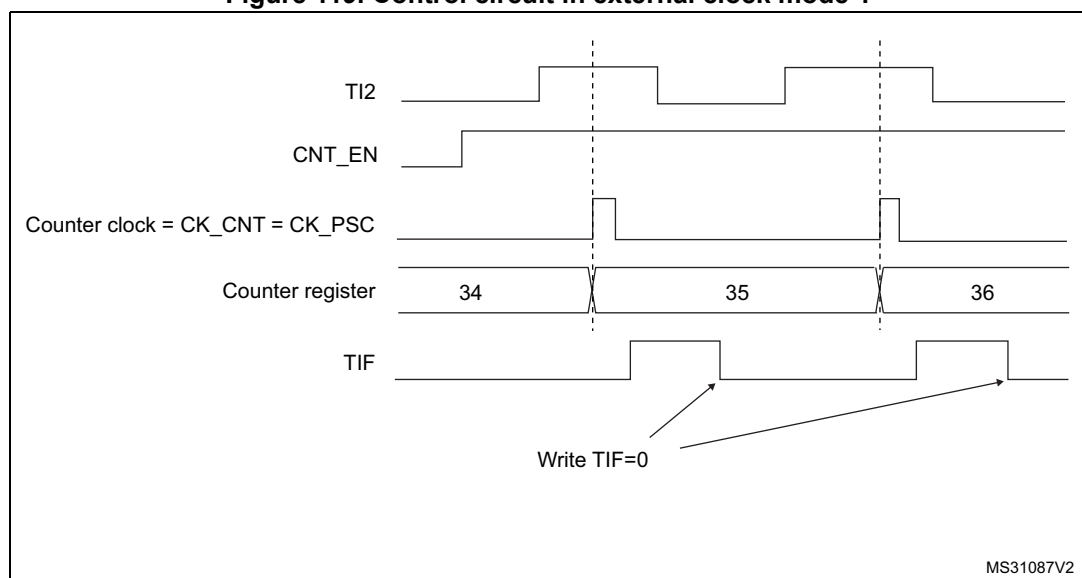 Figure 119. Control circuit in external clock mode 1
TI2
CNT_EN
Counter clock = CK_CNT = CK_PSC
Counter register
34
35
36
TIF
Write TIF=0
MS31087V2